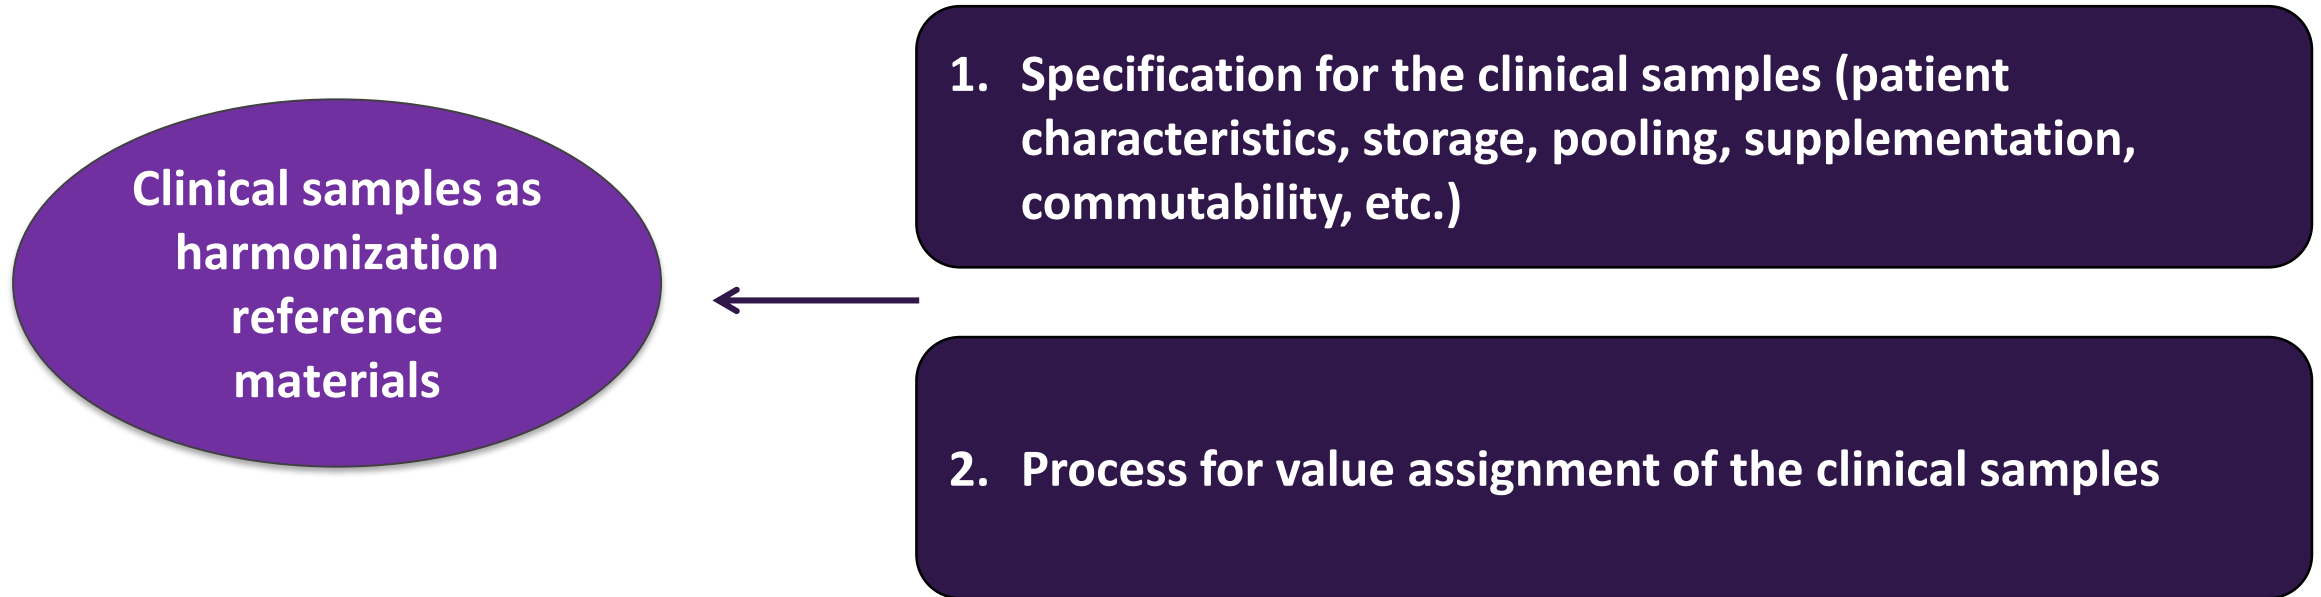 Clinical samples as
harmonization
reference
materials
1. Specification for the clinical samples (patient
characteristics, storage, pooling, supplementation,
commutability, etc.)
2. Process for value assignment of the clinical samples